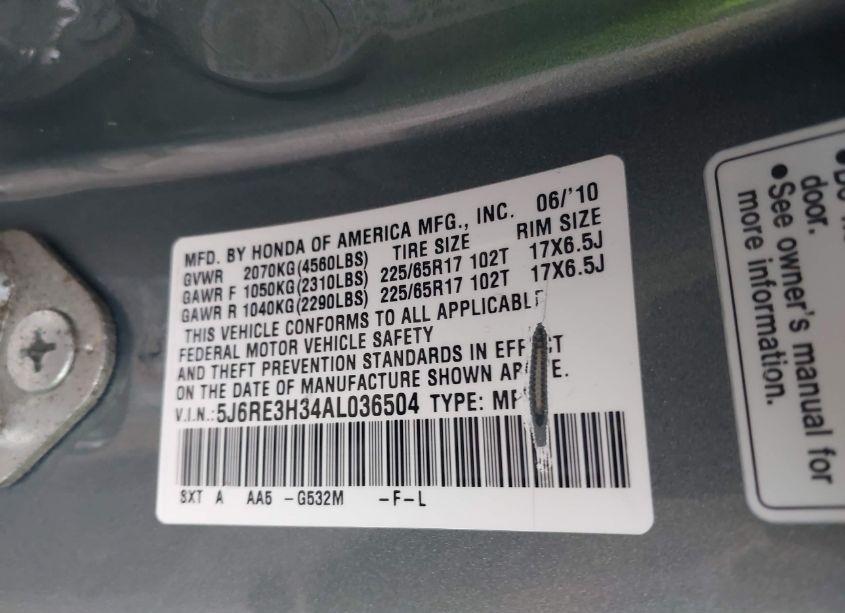 MFD. BY HONDA OF AMERICA MFG., INC. 06/'10
GVWR 2070KG(4560LBS) TIRE SIZE RIM SIZE
GAWR F 1050KG(2310LBS) 225/65R17 102T 17X6.5J
GAWR R 1040KG(2290LBS) 225/65R17 102T 17X6.5J
THIS VEHICLE CONFORMS TO ALL APPLICABLE
FEDERAL MOTOR VEHICLE SAFETY
AND THEFT PREVENTION STANDARDS IN EFFECT
ON THE DATE OF MANUFACTURE SHOWN
V.I.N.:5J6RE3H34AL036504 TYPE:
SXT A AA5 -G532M -F-L
door.
• See owner's manual for
more information.